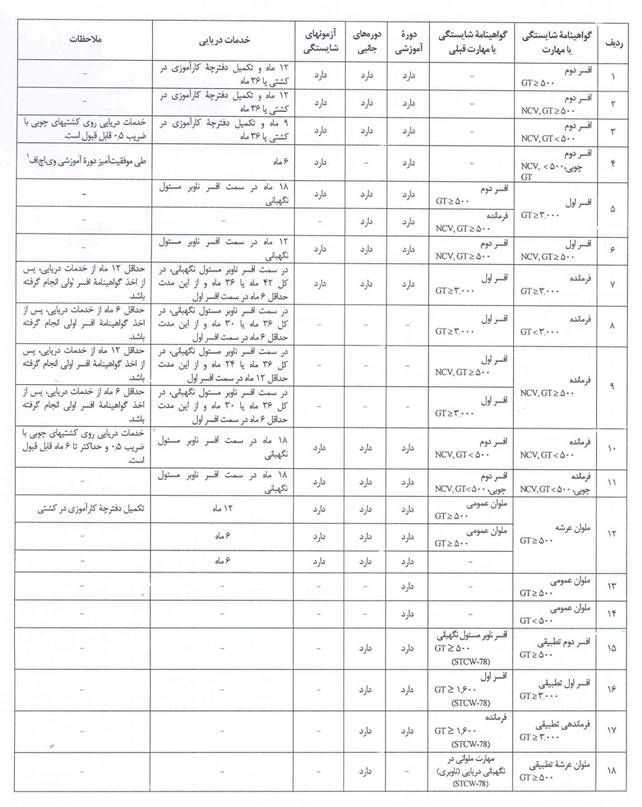 ردیف
گواهینامهٔ شایستگی
یا مهارت
گواهینامهٔ شایستگی
یا مهارت قبلی
دورهٔ
آموزشی
دوره‌های
جانبی
آزمونهای
شایستگی
خدمات دریایی
ملاحظات
۱
افسر دوم
GT≥۵۰۰
–
دارد
دارد
دارد
۱۲ ماه و تکمیل دفترچهٔ کارآموزی در
کشتی یا ۳۶ ماه
–
۲
افسر دوم
NCV, GT≥۵۰۰
–
دارد
دارد
دارد
۱۲ ماه و تکمیل دفترچهٔ کارآموزی در
کشتی یا ۳۶ ماه
–
۳
افسر دوم
NCV, GT<۵۰۰
–
دارد
دارد
دارد
۹ ماه و تکمیل دفترچهٔ کارآموزی در
کشتی یا ۳۶ ماه
خدمات دریایی روی کشتیهای چوبی با
ضریب ۰،۵ قابل قبول است.
۴
افسر دوم
چوبی، NCV, <۵۰۰
GT
–
دارد
–
دارد
۶ ماه
طی موفقیت‌آمیز دورهٔ آموزشی وی‌اچ‌اف۱
۵
افسر اول
GT≥۳،۰۰۰
افسر دوم
GT≥۵۰۰
دارد
دارد
دارد
۱۸ ماه در سمت افسر ناوبر مسئول
نگهبانی
–
فرمانده
NCV, GT≥۵۰۰
دارد
دارد
–
–
–
۶
افسر اول
NCV, GT≥۵۰۰
افسر دوم
NCV, GT≥۵۰۰
دارد
دارد
دارد
۱۲ ماه در سمت افسر ناوبر مسئول
نگهبانی
–
۷
فرمانده
GT≥۳،۰۰۰
افسر اول
GT≥۳،۰۰۰
دارد
دارد
دارد
در سمت افسر ناوبر مسئول نگهبانی، در
کل ۴۲ ماه یا ۳۶ ماه و از این مدت
حداقل ۶ ماه در سمت افسر اول
حداقل ۱۲ ماه از خدمات دریایی، پس
از اخذ گواهینامهٔ افسر اولی انجام گرفته
باشد.
۸
فرمانده
GT<۳،۰۰۰
افسر اول
GT≥۳،۰۰۰
–
–
–
در سمت افسر ناوبر مسئول نگهبانی، در
کل ۳۶ ماه یا ۳۰ ماه و از این مدت
حداقل ۶ ماه در سمت افسر اول
حداقل ۶ ماه از خدمات دریایی، پس از
اخذ گواهینامهٔ افسر اولی انجام گرفته
باشد.
۹
فرمانده
NCV, GT≥۵۰۰
افسر اول
NCV, GT≥۵۰۰
–
–
–
در سمت افسر ناوبر مسئول نگهبانی، در
کل ۳۶ ماه یا ۲۴ ماه و از این مدت
حداقل ۱۲ ماه در سمت افسر اول
حداقل ۱۲ ماه از خدمات دریایی، پس
از اخذ گواهینامهٔ افسر اولی انجام گرفته
باشد.
افسر اول
GT≥۳،۰۰۰
–
–
–
در سمت افسر ناوبر مسئول نگهبانی، در
کل ۳۶ ماه یا ۳۰ ماه و از این مدت
حداقل ۶ ماه در سمت افسر اول
حداقل ۶ ماه از خدمات دریایی، پس از
اخذ گواهینامهٔ افسر اولی انجام گرفته
باشد.
۱۰
فرمانده
NCV, GT<۵۰۰
افسر دوم
NCV, GT<۵۰۰
دارد
دارد
دارد
۱۸ ماه در سمت افسر ناوبر مسئول
نگهبانی
خدمات دریایی روی کشتیهای چوبی با
ضریب ۰،۵ و حداکثر تا ۶ ماه قابل قبول
است.
۱۱
فرمانده
چوبی، NCV, GT<۵۰۰
افسر دوم
چوبی، NCV, GT<۵۰۰
دارد
دارد
دارد
۱۸ ماه در سمت افسر ناوبر مسئول
نگهبانی
–
۱۲
ملوان عرشه
GT≥۵۰۰
ملوان عمومی
GT≥۵۰۰
دارد
دارد
دارد
۱۲ ماه
تکمیل دفترچهٔ کارآموزی در کشتی
ملوان عمومی
GT≥۵۰۰
دارد
دارد
دارد
۶ ماه
–
–
دارد
دارد
دارد
۶ ماه
–
۱۳
ملوان عمومی
GT≥۵۰۰
–
دارد
–
–
–
–
۱۴
ملوان عمومی
GT<۵۰۰
–
دارد
–
–
–
–
۱۵
افسر دوم تطبیقی
GT≥۵۰۰
افسر ناوبر مسئول نگهبانی
GT≥۵۰۰
(STCW-78)
دارد
دارد
–
–
–
۱۶
افسر اول تطبیقی
GT≥۳،۰۰۰
افسر اول
GT≥۱،۶۰۰
(STCW-78)
دارد
دارد
–
–
–
۱۷
فرماندهی تطبیقی
GT≥۳،۰۰۰
فرمانده
GT≥۱،۶۰۰
(STCW-78)
دارد
دارد
–
–
–
۱۸
ملوان عرشهٔ تطبیقی
GT≥۵۰۰
مهارت ملوانی در
نگهبانی دریایی (ناوبری)
(STCW-78)
–
دارد
–
–
–